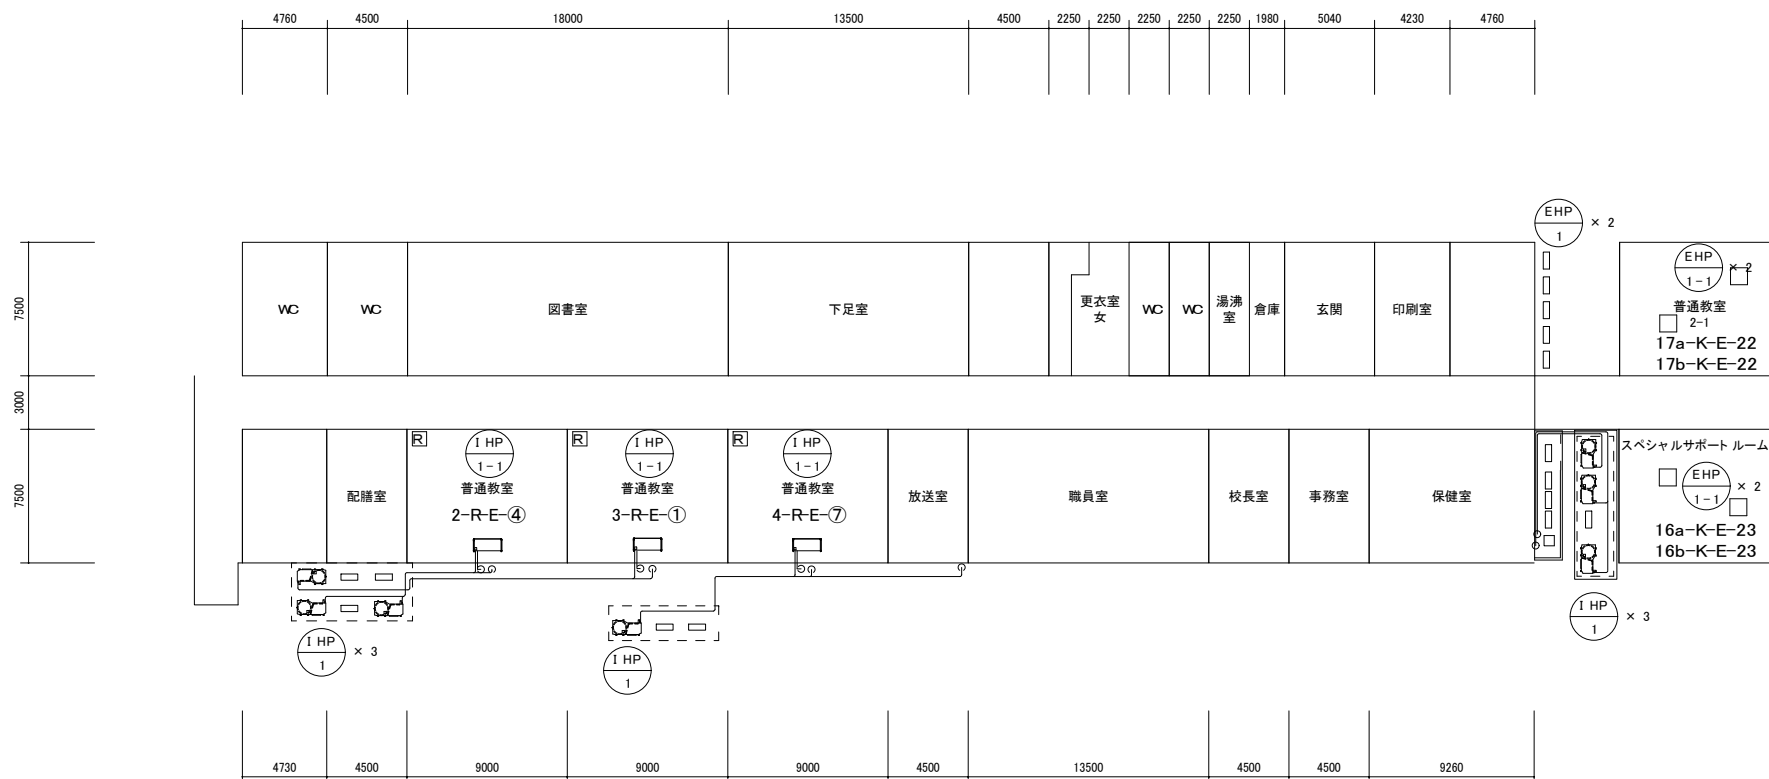 4760 4500 18000 13500 4500 2250 2250 2250 2250 2250 1980 5040 4230 4760
EHP
1
× 2
7500
WC
WC
図書室
下足室
更衣室
女
WC
WC
湯沸
室
倉庫
玄関
印刷室
EHP
1-1
× 2
普通教室
2-1
17a-K-E-22
17b-K-E-22
3000
7500
配膳室
R
I HP
1-1
普通教室
2-R-E-④
R
I HP
1-1
普通教室
3-R-E-①
R
I HP
1-1
普通教室
4-R-E-⑦
放送室
職員室
校長室
事務室
保健室
スペシャルサポートルーム
EHP
1-1
× 2
16a-K-E-23
16b-K-E-23
I HP
1
× 3
I HP
1
I HP
1
× 3
4730 4500 9000 9000 9000 4500 13500 4500 4500 9260